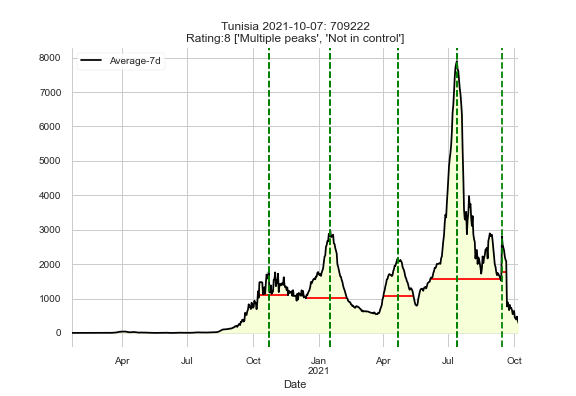 Tunisia 2021-10-07: 709222
Rating:8 ['Multiple peaks', 'Not in control']
Average-7d
8000
7000
6000
5000
4000
3000
2000
1000
0
Apr Jul Oct Jan Apr Jul Oct
2021
Date